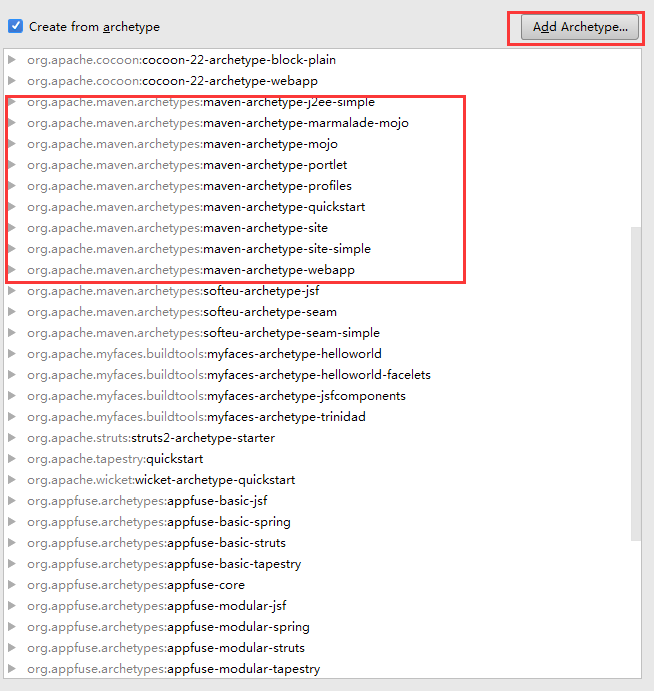 Create from archetype
Add Archetype...
org.apache.cocoon:cocoon-22-archetype-block-plain
org.apache.cocoon:cocoon-22-archetype-webapp
org.apache.maven.archetypes:maven-archetype-j2ee-simple
org.apache.maven.archetypes:maven-archetype-marmalade-mojo
org.apache.maven.archetypes:maven-archetype-mojo
org.apache.maven.archetypes:maven-archetype-portlet
org.apache.maven.archetypes:maven-archetype-profiles
org.apache.maven.archetypes:maven-archetype-quickstart
org.apache.maven.archetypes:maven-archetype-site
org.apache.maven.archetypes:maven-archetype-site-simple
org.apache.maven.archetypes:maven-archetype-webapp
org.apache.maven.archetypes:softeu-archetype-jsf
org.apache.maven.archetypes:softeu-archetype-seam
org.apache.maven.archetypes:softeu-archetype-seam-simple
org.apache.myfaces.buildtools:myfaces-archetype-helloworld
org.apache.myfaces.buildtools:myfaces-archetype-helloworld-facelets
org.apache.myfaces.buildtools:myfaces-archetype-jsfcomponents
org.apache.myfaces.buildtools:myfaces-archetype-trinidad
org.apache.struts:struts2-archetype-starter
org.apache.tapestry:quickstart
org.apache.wicket:wicket-archetype-quickstart
org.appfuse.archetypes:appfuse-basic-jsf
org.appfuse.archetypes:appfuse-basic-spring
org.appfuse.archetypes:appfuse-basic-struts
org.appfuse.archetypes:appfuse-basic-tapestry
org.appfuse.archetypes:appfuse-core
org.appfuse.archetypes:appfuse-modular-jsf
org.appfuse.archetypes:appfuse-modular-spring
org.appfuse.archetypes:appfuse-modular-struts
org.appfuse.archetypes:appfuse-modular-tapestry